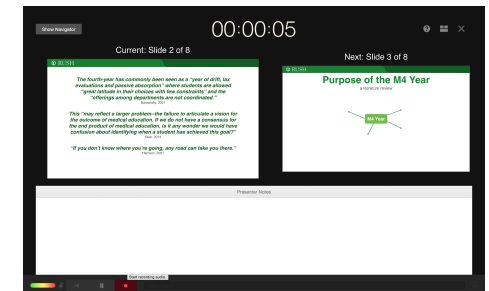 Show Navigator
00:00:05
Current: Slide 2 of 8
Next: Slide 3 of 8
RUSH
The fourth-year has commonly been seen as a "year of drift, lax
evaluations and passive absorption" where students are allowed
"great latitude in their choices with few constraints" and the
"offerings among departments are not coordinated."
This "may reflect a larger problem–the failure to articulate a vision for
the outcome of medical education. If we do not have a consensus for
the end product of medical education, is it any wonder we would have
confusion about identifying when a student has achieved this goal?"
"If you don't know where you're going, any road can take you there."
RUSH
Purpose of the M4 Year
a literature review
M4 Year
Presenter Notes
Start recording audio